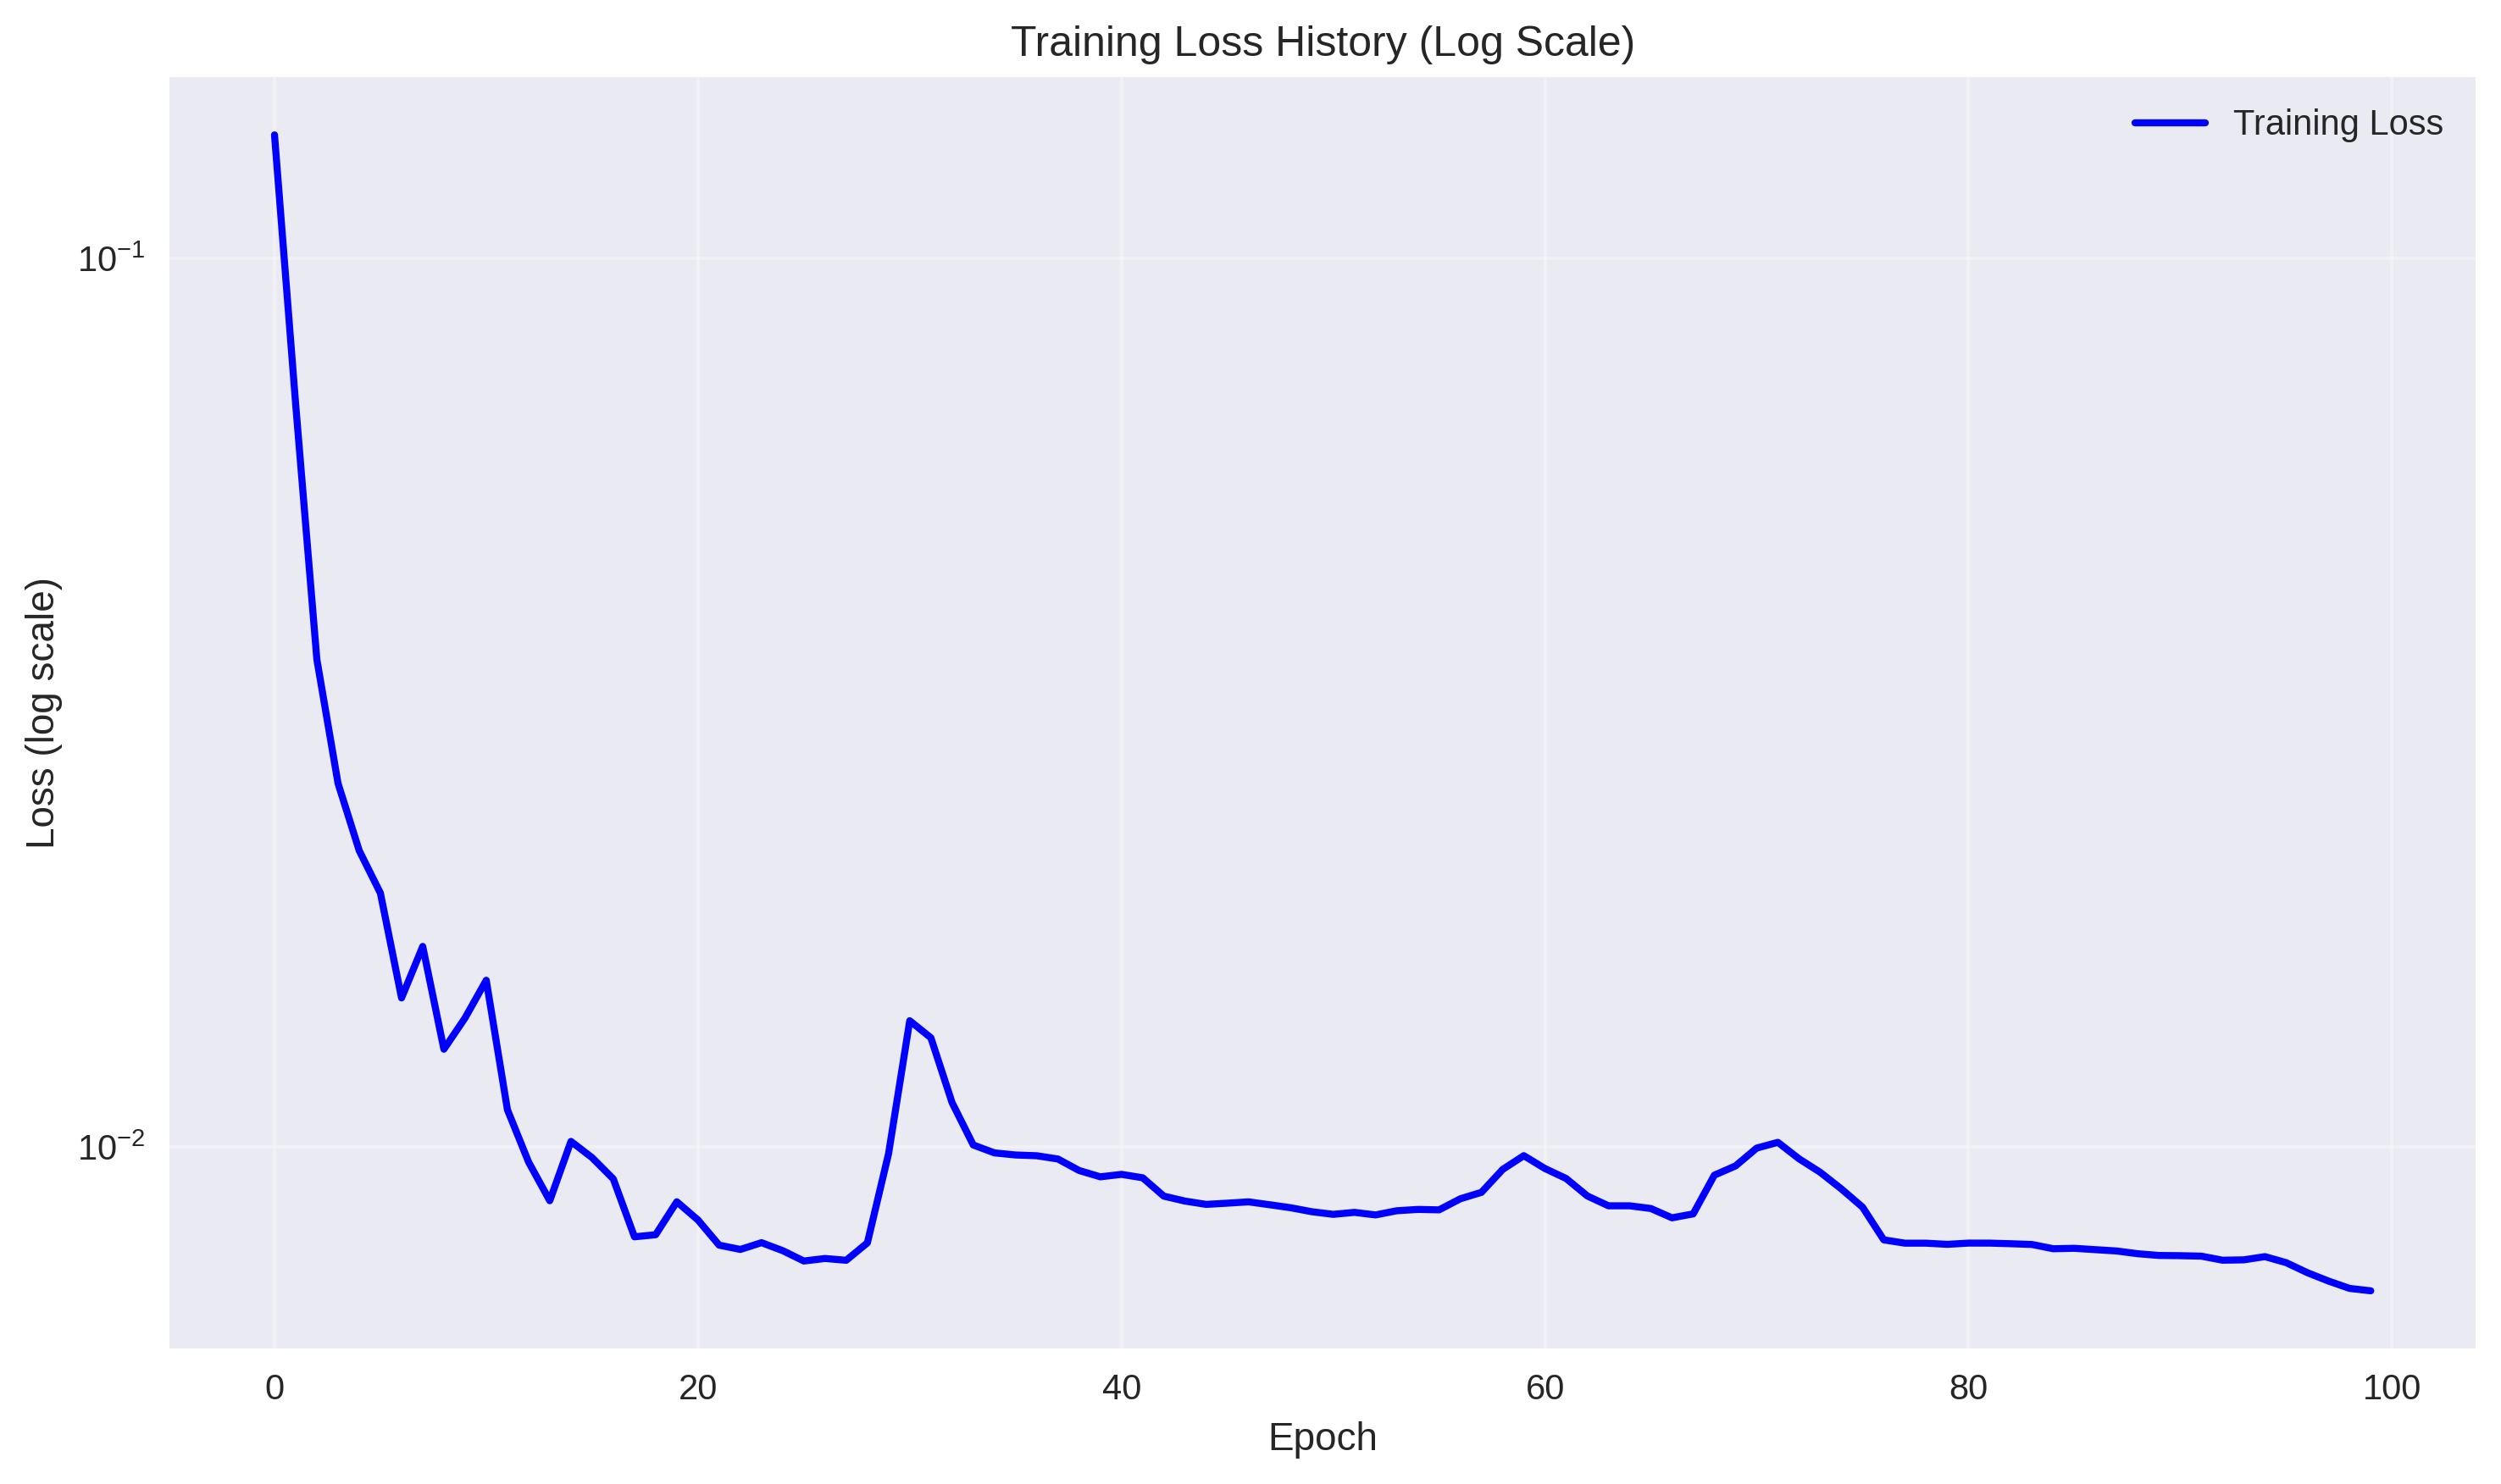 Training Loss History (Log Scale)
Training Loss
10⁻¹
10⁻²
Loss (log scale)
0 20 40 60 80 100
Epoch